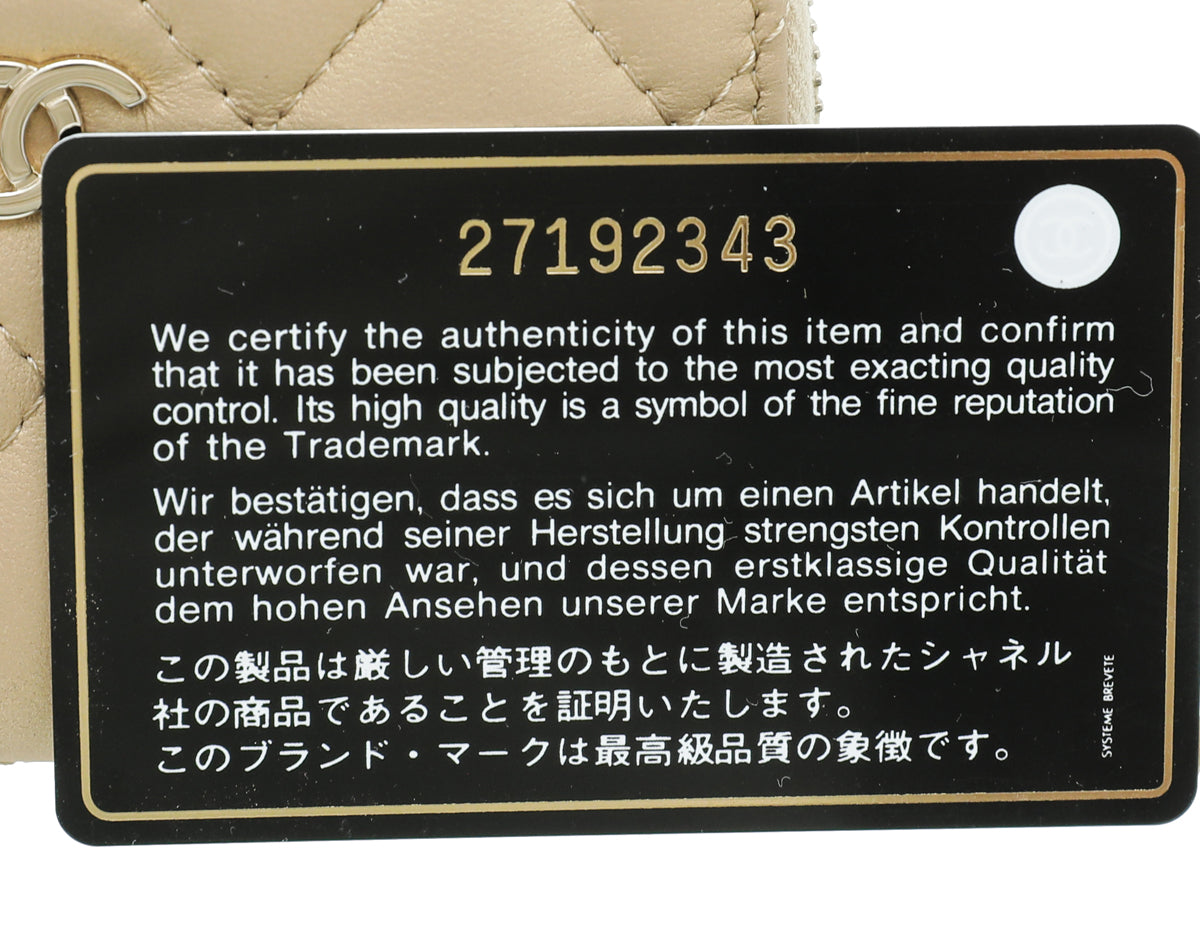 27192343
We certify the authenticity of this item and confirm
that it has been subjected to the most exacting quality
control. Its high quality is a symbol of the fine reputation
of the Trademark.
Wir bestätigen, dass es sich um einen Artikel handelt,
der während seiner Herstellung strengsten Kontrollen
unterworfen war, und dessen erstklassige Qualität
dem hohen Ansehen unserer Marke entspricht.
この製品は厳しい管理のもとに製造されたシャネル
社の商品であることを証明いたします。
このブランド・マークは最高級品質の象徴です。
SYSTEME BREVETE